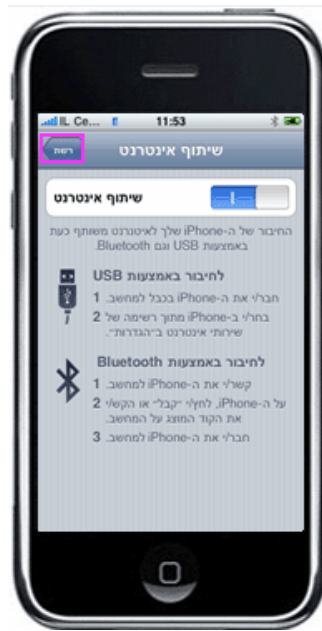 IL Ce... 11:53
רשת
שיתוף אינטרנט
שיתוף אינטרנט
החיבור של ה-iPhone שלך לאינטרנט משותף כעת
באמצעות USB וגם Bluetooth.
לחיבור באמצעות USB
1 חבר/י את ה-iPhone בכבל למחשב.
2 בחר/י ב-iPhone מתוך רשימה של
שירותי אינטרנט ב״הגדרות״.
לחיבור באמצעות Bluetooth
1 קשר/י את ה-iPhone למחשב.
2 על ה-iPhone, לחץ/י ״קבל״ או הקש/י
את הקוד המוצג על המחשב.
3 חבר/י את ה-iPhone למחשב.